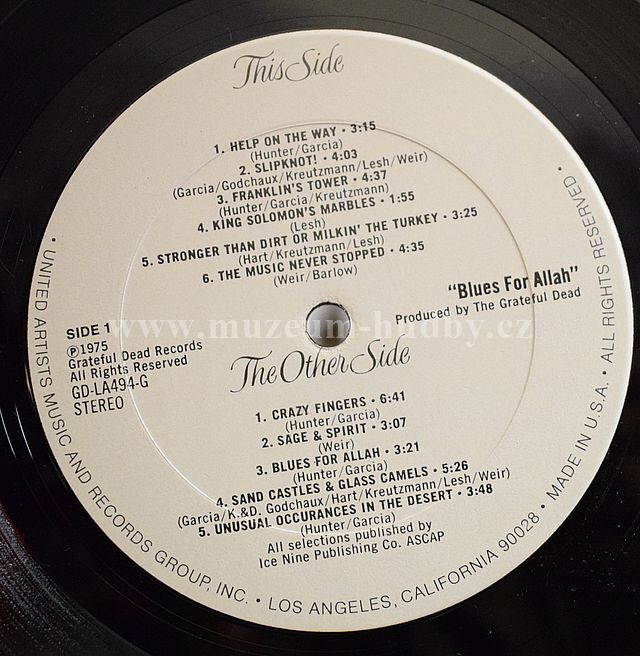 This Side
1. HELP ON THE WAY • 3:15
(Hunter/Garcia)
2. SLIPKNOT! • 4:03
(Garcia/Godchaux/Kreutzmann/Lesh/Weir)
3. FRANKLIN'S TOWER • 4:37
(Hunter/Garcia/Kreutzmann)
4. KING SOLOMON'S MARBLES • 1:55
(Lesh)
5. STRONGER THAN DIRT OR MILKIN' THE TURKEY • 3:25
(Hart/Kreutzmann/Lesh)
6. THE MUSIC NEVER STOPPED • 4:35
(Weir/Barlow)
"Blues For Allah"
Produced by The Grateful Dead
SIDE 1
℗1975
Grateful Dead Records
All Rights Reserved
GD-LA494-G
STEREO
www.muzeum-hudby.cz
The Other Side
1. CRAZY FINGERS • 6:41
(Hunter/Garcia)
2. SAGE & SPIRIT • 3:07
(Weir)
3. BLUES FOR ALLAH • 3:21
(Hunter/Garcia)
4. SAND CASTLES & GLASS CAMELS • 5:26
(Garcia/K.&D. Godchaux/Hart/Kreutzmann/Lesh/Weir)
5. UNUSUAL OCCURANCES IN THE DESERT • 3:48
(Hunter/Garcia)
All selections published by
Ice Nine Publishing Co. ASCAP
• UNITED ARTISTS MUSIC AND RECORDS GROUP, INC. • LOS ANGELES, CALIFORNIA 90028 • MADE IN U.S.A. • ALL RIGHTS RESERVED •